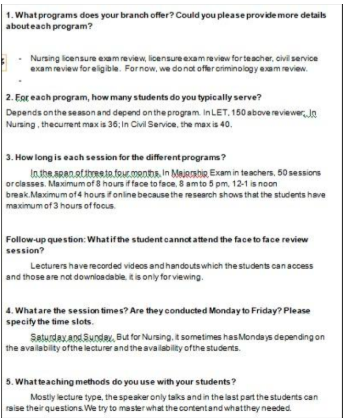 1. What programs does your branch offer? Could you please provide more details
about each program?
- Nursing licensure exam review, licensure exam review for teacher, civil service
exam review for eligible. For now, we do not offer criminology exam review.
-
2. For each program, how many students do you typically serve?
Depends on the season and depend on the program. In LET, 150 above reviewer;. In
Nursing , the current max is 36; In Civil Service, the max is 40.
3. How long is each session for the different programs?
In the span of three to four months. In Majorship Exam in teachers, 50 sessions
or classes. Maximum of 8 hours if face to face, 8 am to 5 pm, 12-1 is noon
break. Maximum of 4 hours if online because the research shows that the students have
maximum of 3 hours of focus.
Follow-up question: What if the student cannot attend the face to face review
session?
Lecturers have recorded videos and handouts which the students can access
and those are not downloadable, it is only for viewing.
4. What are the session times? Are they conducted Monday to Friday? Please
specify the time slots.
Saturday and Sunday. But for Nursing, it sometimes has Mondays depending on
the availability of the lecturer and the availability of the students.
5. What teaching methods do you use with your students?
Mostly lecture type, the speaker only talks and in the last part the students can
raise their questions. We try to master what the content and what they needed.